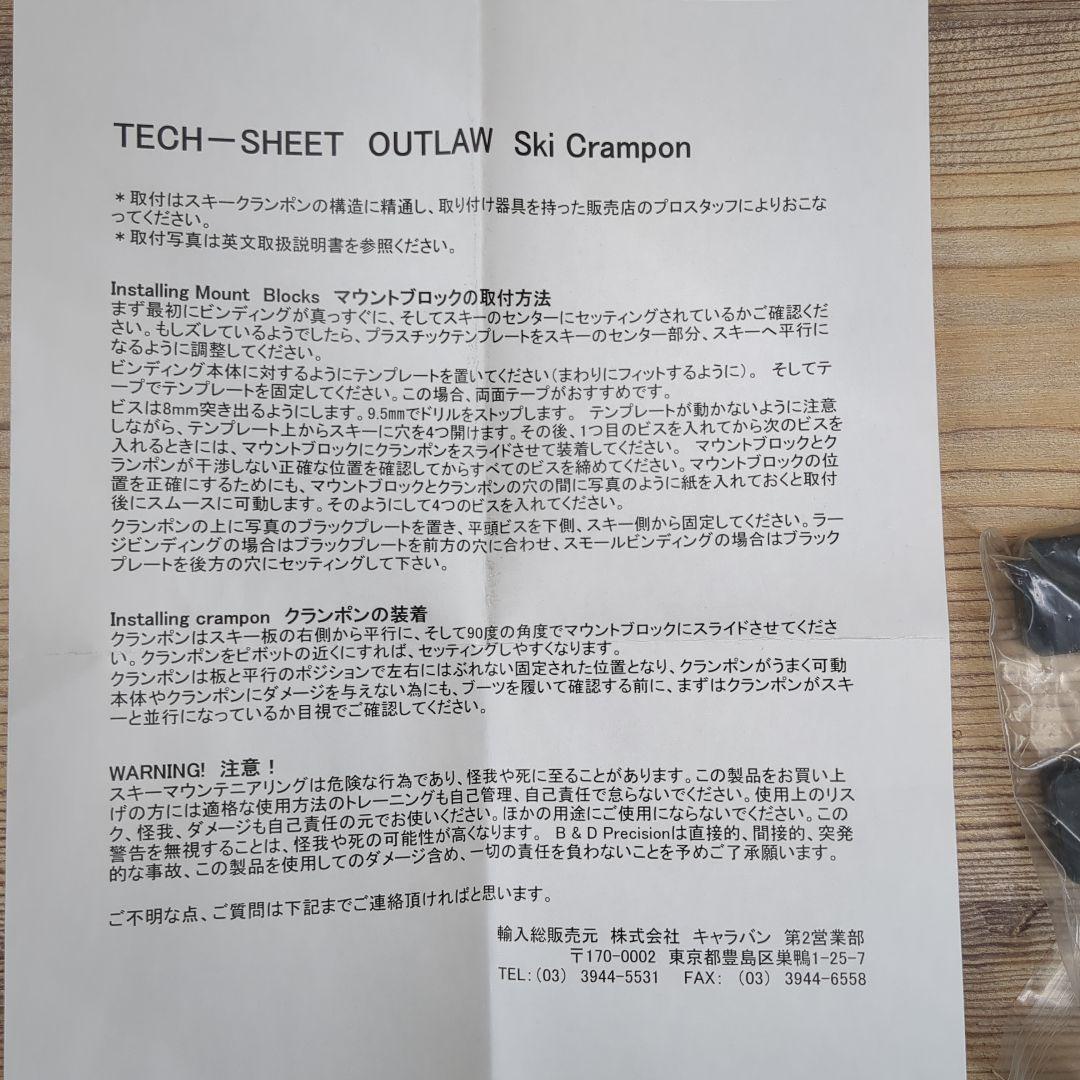 TECH－SHEET OUTLAW Ski Crampon
＊取付はスキークランポンの構造に精通し、取り付け器具を持った販売店のプロスタッフによりおこな
ってください。
＊取付写真は英文取扱説明書を参照ください。
Installing Mount Blocks マウントブロックの取付方法
まず最初にビンディングが真っすぐに、そしてスキーのセンターにセッティングされているかご確認くだ
さい。もしズレているようでしたら、プラスチックテンプレートをスキーのセンター部分、スキーへ平行に
なるように調整してください。
ビンディング本体に対するようにテンプレートを置いてください（まわりにフィットするように）。 そしてテ
ープでテンプレートを固定してください。この場合、両面テープがおすすめです。
ビスは8mm突き出るようにします。9.5mmでドリルをストップします。 テンプレートが動かないように注意
しながら、テンプレート上からスキーに穴を4つ開けます。その後、1つ目のビスを入れてから次のビスを
入れるときには、マウントブロックにクランポンをスライドさせて装着してください。 マウントブロックとク
ランポンが干渉しない正確な位置を確認してからすべてのビスを締めてください。マウントブロックの位
置を正確にするためにも、マウントブロックとクランポンの穴の間に写真のように紙を入れておくと取付
後にスムースに可動します。そのようにして4つのビスを入れてください。
クランポンの上に写真のブラックプレートを置き、平頭ビスを下側、スキー側から固定してください。ラー
ジビンディングの場合はブラックプレートを前方の穴に合わせ、スモールビンディングの場合はブラック
プレートを後方の穴にセッティングして下さい。
Installing crampon クランポンの装着
クランポンはスキー板の右側から平行に、そして90度の角度でマウントブロックにスライドさせてくださ
い。クランポンをピボットの近くにすれば、セッティングしやすくなります。
クランポンは板と平行のポジションで左右にはぶれない固定された位置となり、クランポンがうまく可動
本体やクランポンにダメージを与えない為にも、ブーツを履いて確認する前に、まずはクランポンがスキ
ーと並行になっているか目視でご確認してください。
WARNING! 注意！
スキーマウンテニアリングは危険な行為であり、怪我や死に至ることがあります。この製品をお買い上
げの方には適格な使用方法のトレーニングも自己管理、自己責任で怠らないでください。使用上のリス
ク、怪我、ダメージも自己責任の元でお使いください。ほかの用途にご使用にならないでください。この
警告を無視することは、怪我や死の可能性が高くなります。 B & D Precisionは直接的、間接的、突発
的な事故、この製品を使用してのダメージ含め、一切の責任を負わないことを予めご了承願います。
ご不明な点、ご質問は下記までご連絡頂ければと思います。
輸入総販売元 株式会社 キャラバン 第2営業部
〒170-0002 東京都豊島区巣鴨1-25-7
TEL:（03） 3944-5531 FAX: （03） 3944-6558